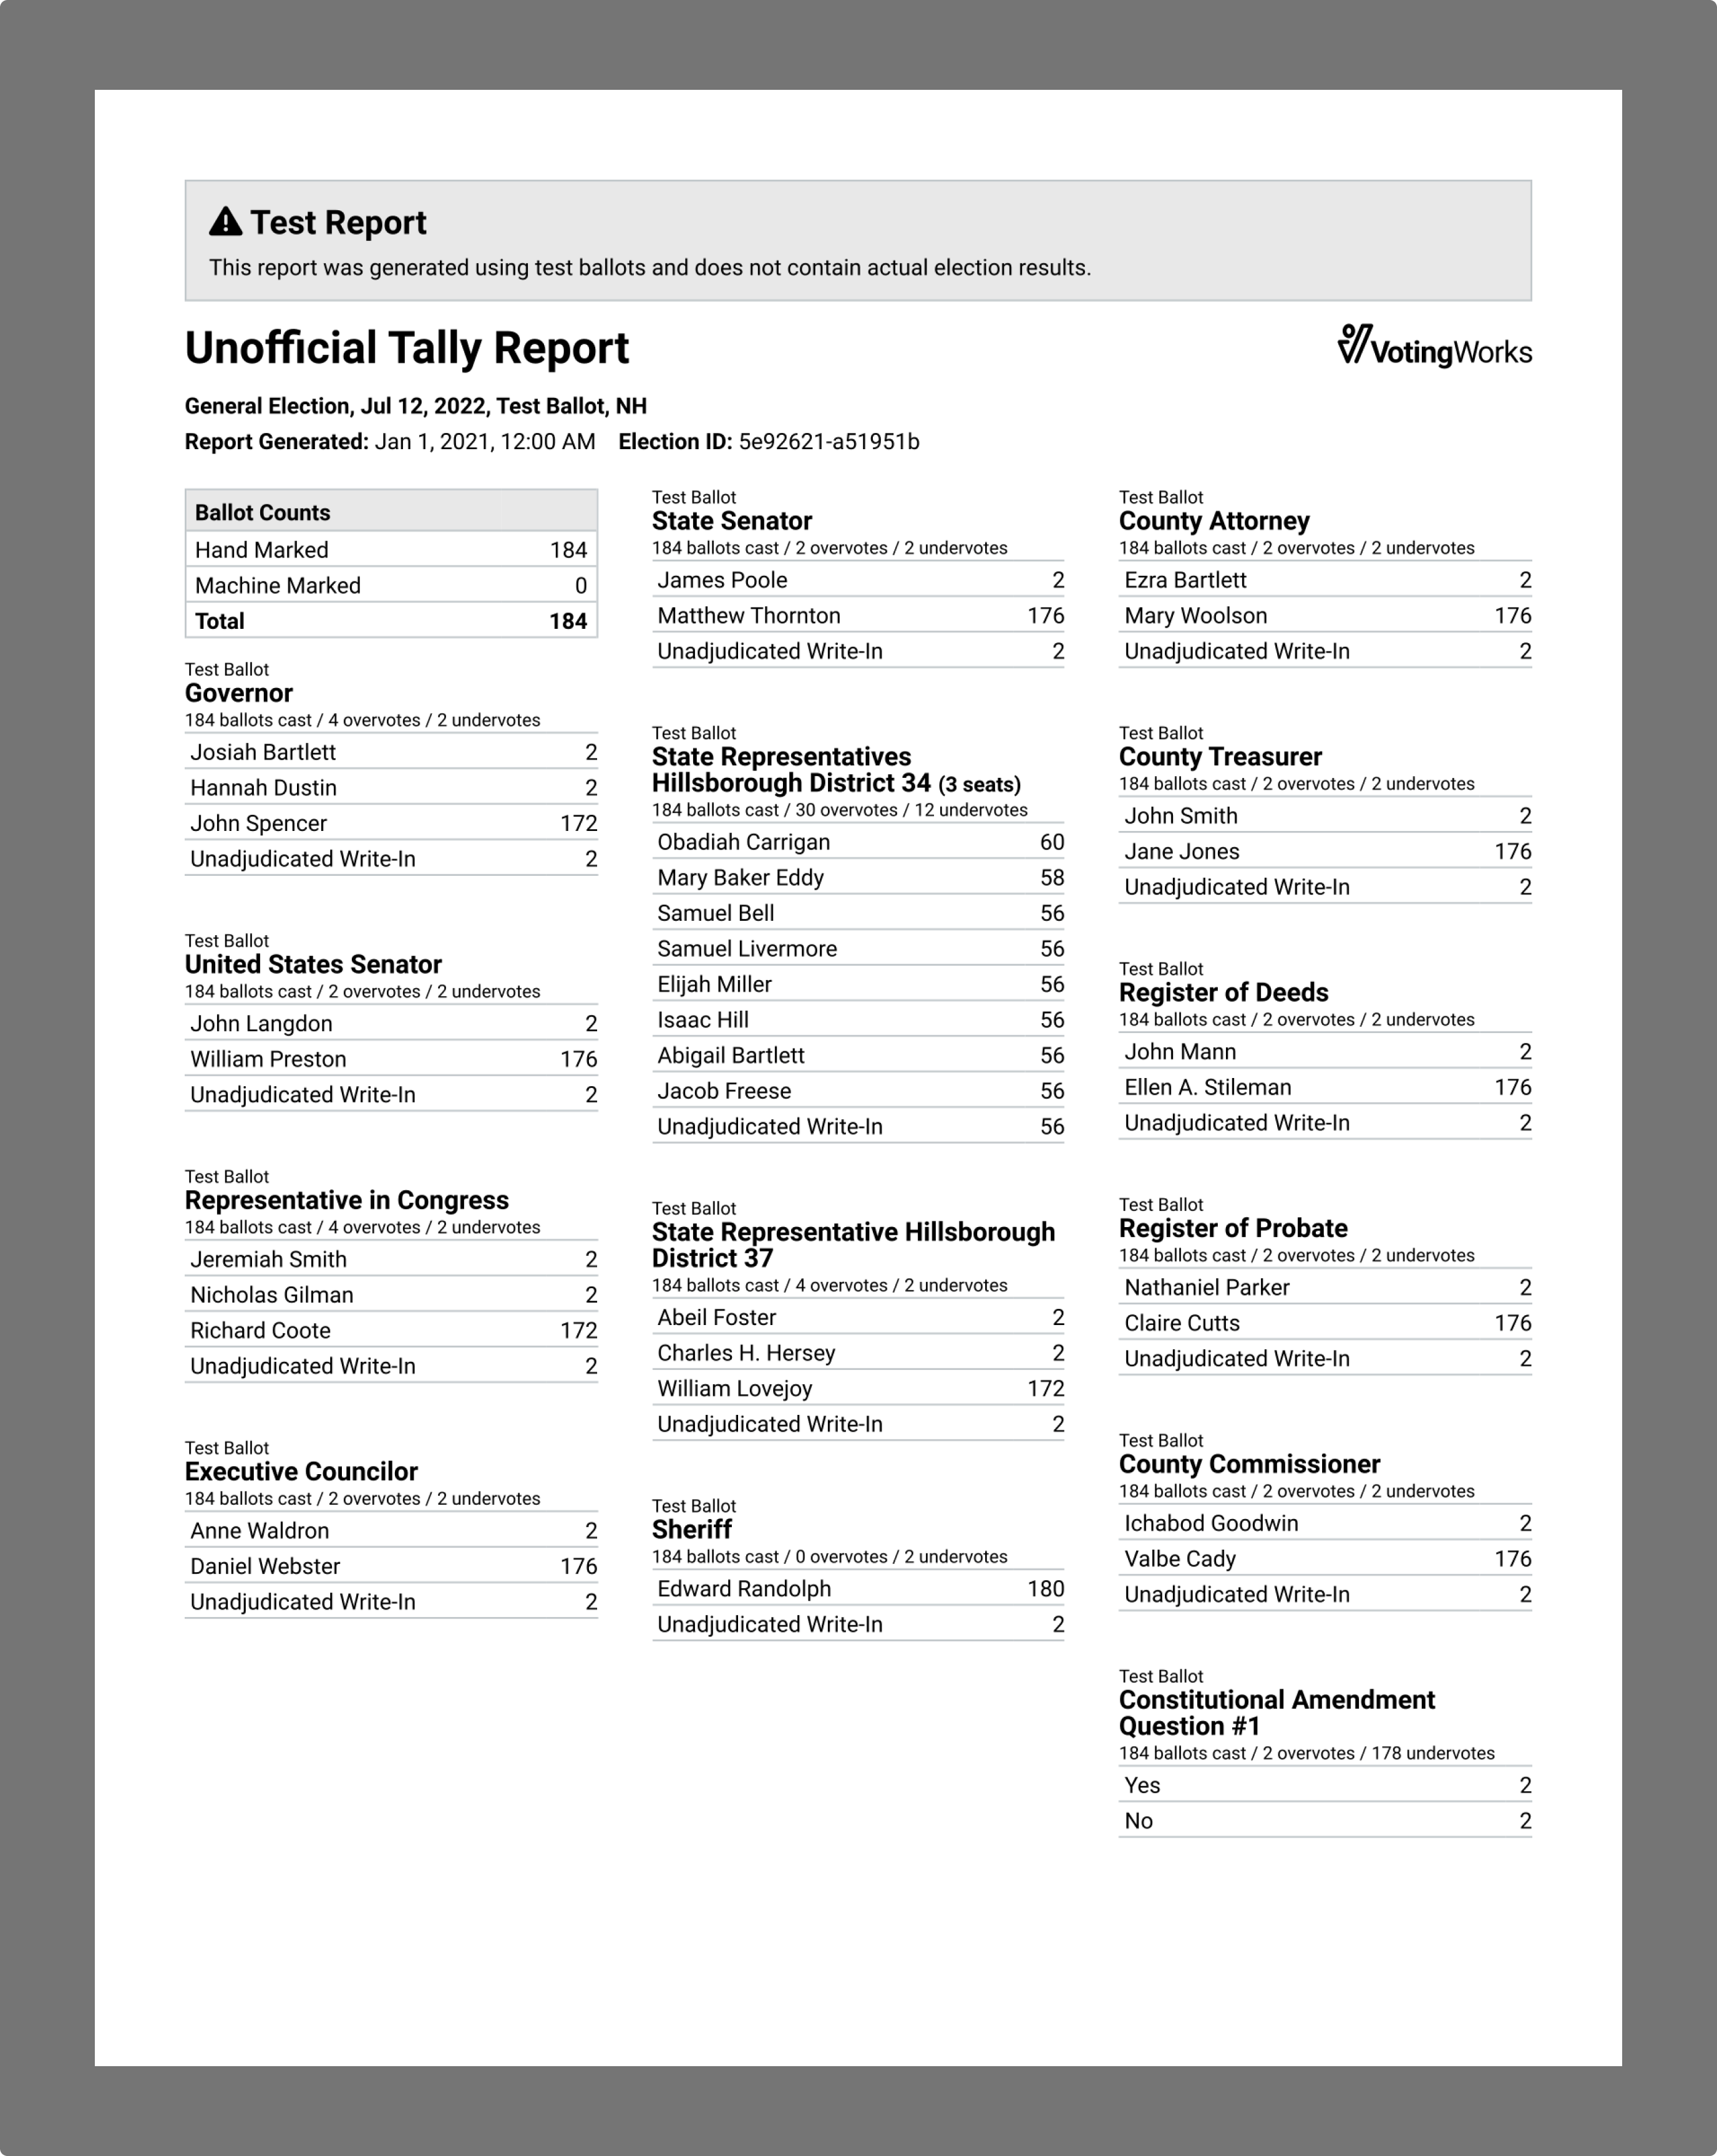 Test Report
This report was generated using test ballots and does not contain actual election results.
Unofficial Tally Report
VotingWorks
General Election, Jul 12, 2022, Test Ballot, NH
Report Generated: Jan 1, 2021, 12:00 AM Election ID: 5e92621-a51951b
Ballot Counts
Hand Marked 184
Machine Marked 0
Total 184
Test Ballot
Governor
184 ballots cast / 4 overvotes / 2 undervotes
Josiah Bartlett 2
Hannah Dustin 2
John Spencer 172
Unadjudicated Write-In 2
Test Ballot
United States Senator
184 ballots cast / 2 overvotes / 2 undervotes
John Langdon 2
William Preston 176
Unadjudicated Write-In 2
Test Ballot
Representative in Congress
184 ballots cast / 4 overvotes / 2 undervotes
Jeremiah Smith 2
Nicholas Gilman 2
Richard Coote 172
Unadjudicated Write-In 2
Test Ballot
Executive Councilor
184 ballots cast / 2 overvotes / 2 undervotes
Anne Waldron 2
Daniel Webster 176
Unadjudicated Write-In 2
Test Ballot
State Senator
184 ballots cast / 2 overvotes / 2 undervotes
James Poole 2
Matthew Thornton 176
Unadjudicated Write-In 2
Test Ballot
State Representatives
Hillsborough District 34 (3 seats)
184 ballots cast / 30 overvotes / 12 undervotes
Obadiah Carrigan 60
Mary Baker Eddy 58
Samuel Bell 56
Samuel Livermore 56
Elijah Miller 56
Isaac Hill 56
Abigail Bartlett 56
Jacob Freese 56
Unadjudicated Write-In 56
Test Ballot
State Representative Hillsborough
District 37
184 ballots cast / 4 overvotes / 2 undervotes
Abeil Foster 2
Charles H. Hersey 2
William Lovejoy 172
Unadjudicated Write-In 2
Test Ballot
Sheriff
184 ballots cast / 0 overvotes / 2 undervotes
Edward Randolph 180
Unadjudicated Write-In 2
Test Ballot
County Attorney
184 ballots cast / 2 overvotes / 2 undervotes
Ezra Bartlett 2
Mary Woolson 176
Unadjudicated Write-In 2
Test Ballot
County Treasurer
184 ballots cast / 2 overvotes / 2 undervotes
John Smith 2
Jane Jones 176
Unadjudicated Write-In 2
Test Ballot
Register of Deeds
184 ballots cast / 2 overvotes / 2 undervotes
John Mann 2
Ellen A. Stileman 176
Unadjudicated Write-In 2
Test Ballot
Register of Probate
184 ballots cast / 2 overvotes / 2 undervotes
Nathaniel Parker 2
Claire Cutts 176
Unadjudicated Write-In 2
Test Ballot
County Commissioner
184 ballots cast / 2 overvotes / 2 undervotes
Ichabod Goodwin 2
Valbe Cady 176
Unadjudicated Write-In 2
Test Ballot
Constitutional Amendment
Question #1
184 ballots cast / 2 overvotes / 178 undervotes
Yes 2
No 2